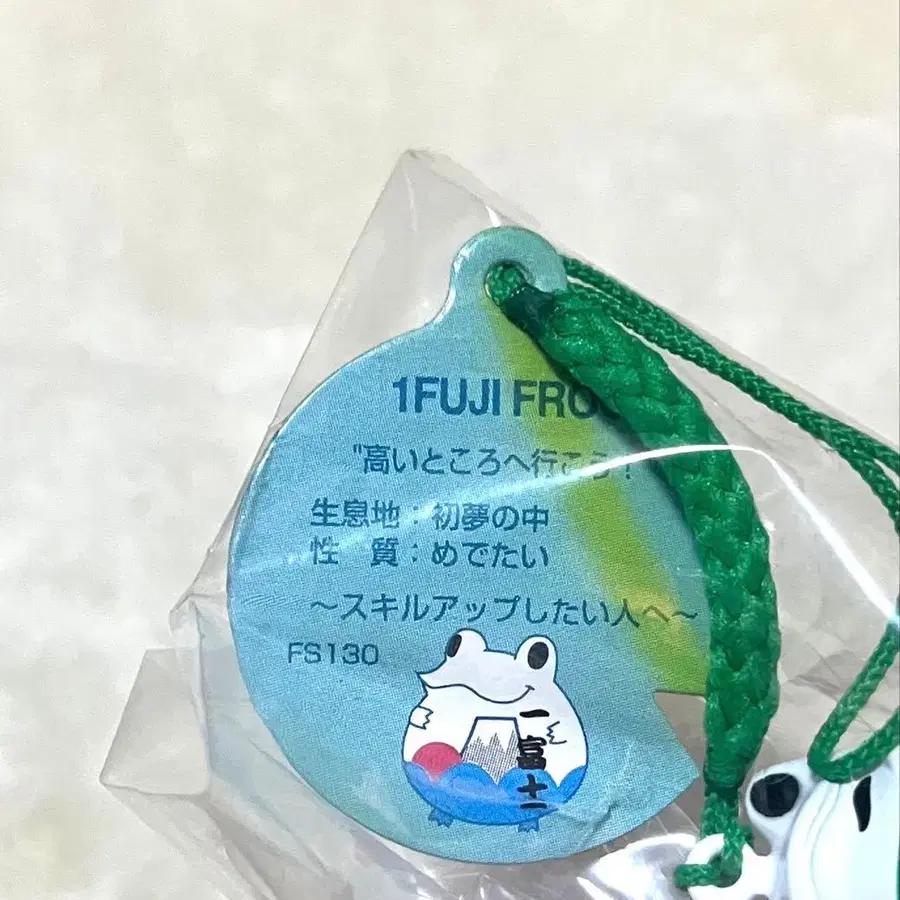 1FUJI FROG
"高いところへ行こう!
生息地：初夢の中
性　質：めでたい
～スキルアップしたい人へ～
FS130
一富士